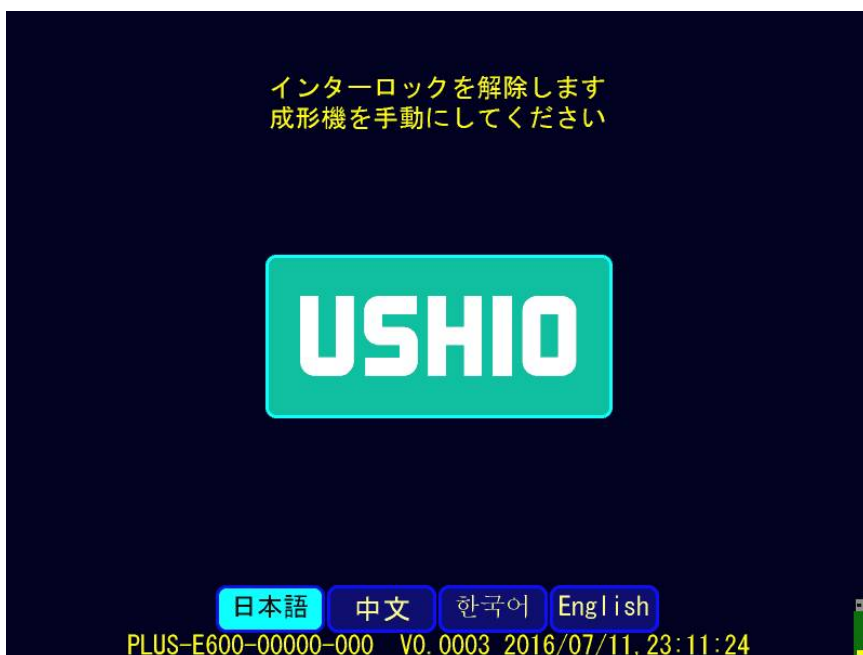 インターロックを解除します
成形機を手動にしてください
USHIO
日本語 中文 한국어 English
PLUS-E600-00000-000 V0.0003 2016/07/11,23:11:24